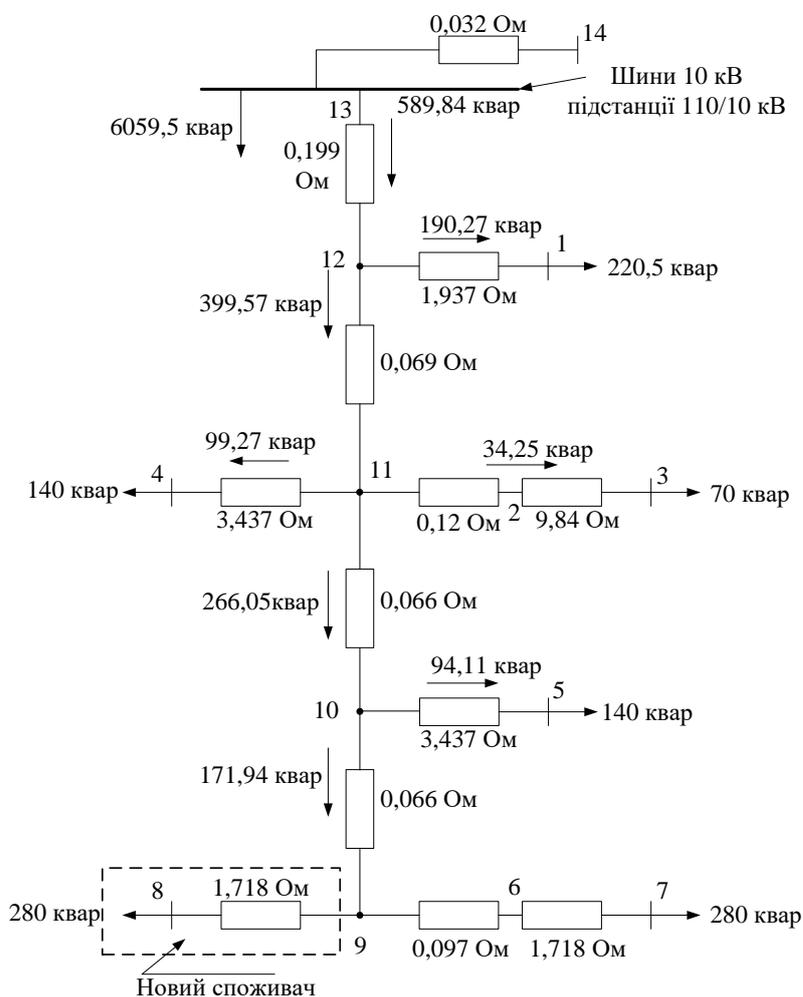 0,032 Ом
14
Шини 10 кВ
підстанції 110/10 кВ
13
589,84 квар
6059,5 квар
0,199
Ом
190,27 квар
1
12
220,5 квар
1,937 Ом
399,57 квар
0,069 Ом
99,27 квар
4
11
34,25 квар
3
140 квар
70 квар
3,437 Ом
0,12 Ом
2
9,84 Ом
266,05квар
0,066 Ом
94,11 квар
5
10
140 квар
3,437 Ом
171,94 квар
0,066 Ом
8
1,718 Ом
6
7
280 квар
280 квар
9
0,097 Ом
1,718 Ом
Новий споживач